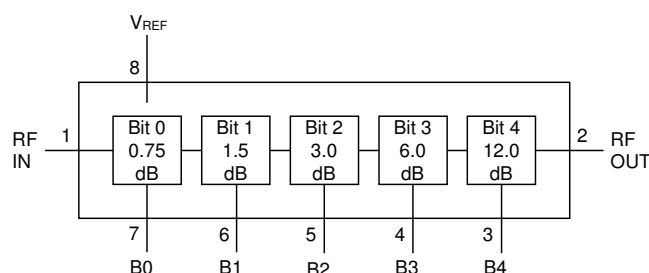 VREF
8
RF
IN
1
Bit 0
0.75
dB
Bit 1
1.5
dB
Bit 2
3.0
dB
Bit 3
6.0
dB
Bit 4
12.0
dB
2
RF
OUT
7
6
5
4
3
B0
B1
B2
B3
B4